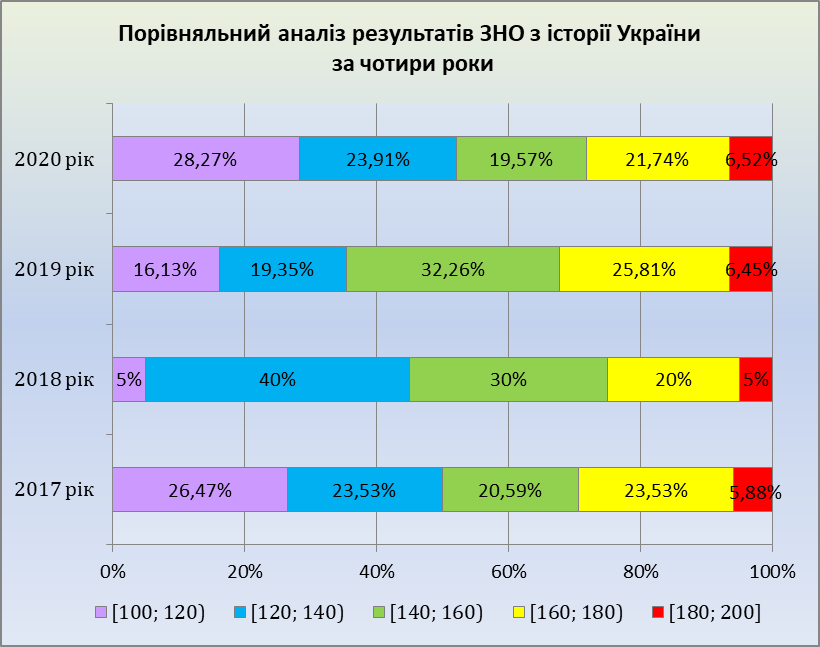 Порівняльний аналіз результатів ЗНО з історії України
за чотири роки
2020 рік 28,27% 23,91% 19,57% 21,74% 6,52%
2019 рік 16,13% 19,35% 32,26% 25,81% 6,45%
2018 рік 5% 40% 30% 20% 5%
2017 рік 26,47% 23,53% 20,59% 23,53% 5,88%
0% 20% 40% 60% 80% 100%
[100; 120) [120; 140) [140; 160) [160; 180) [180; 200]